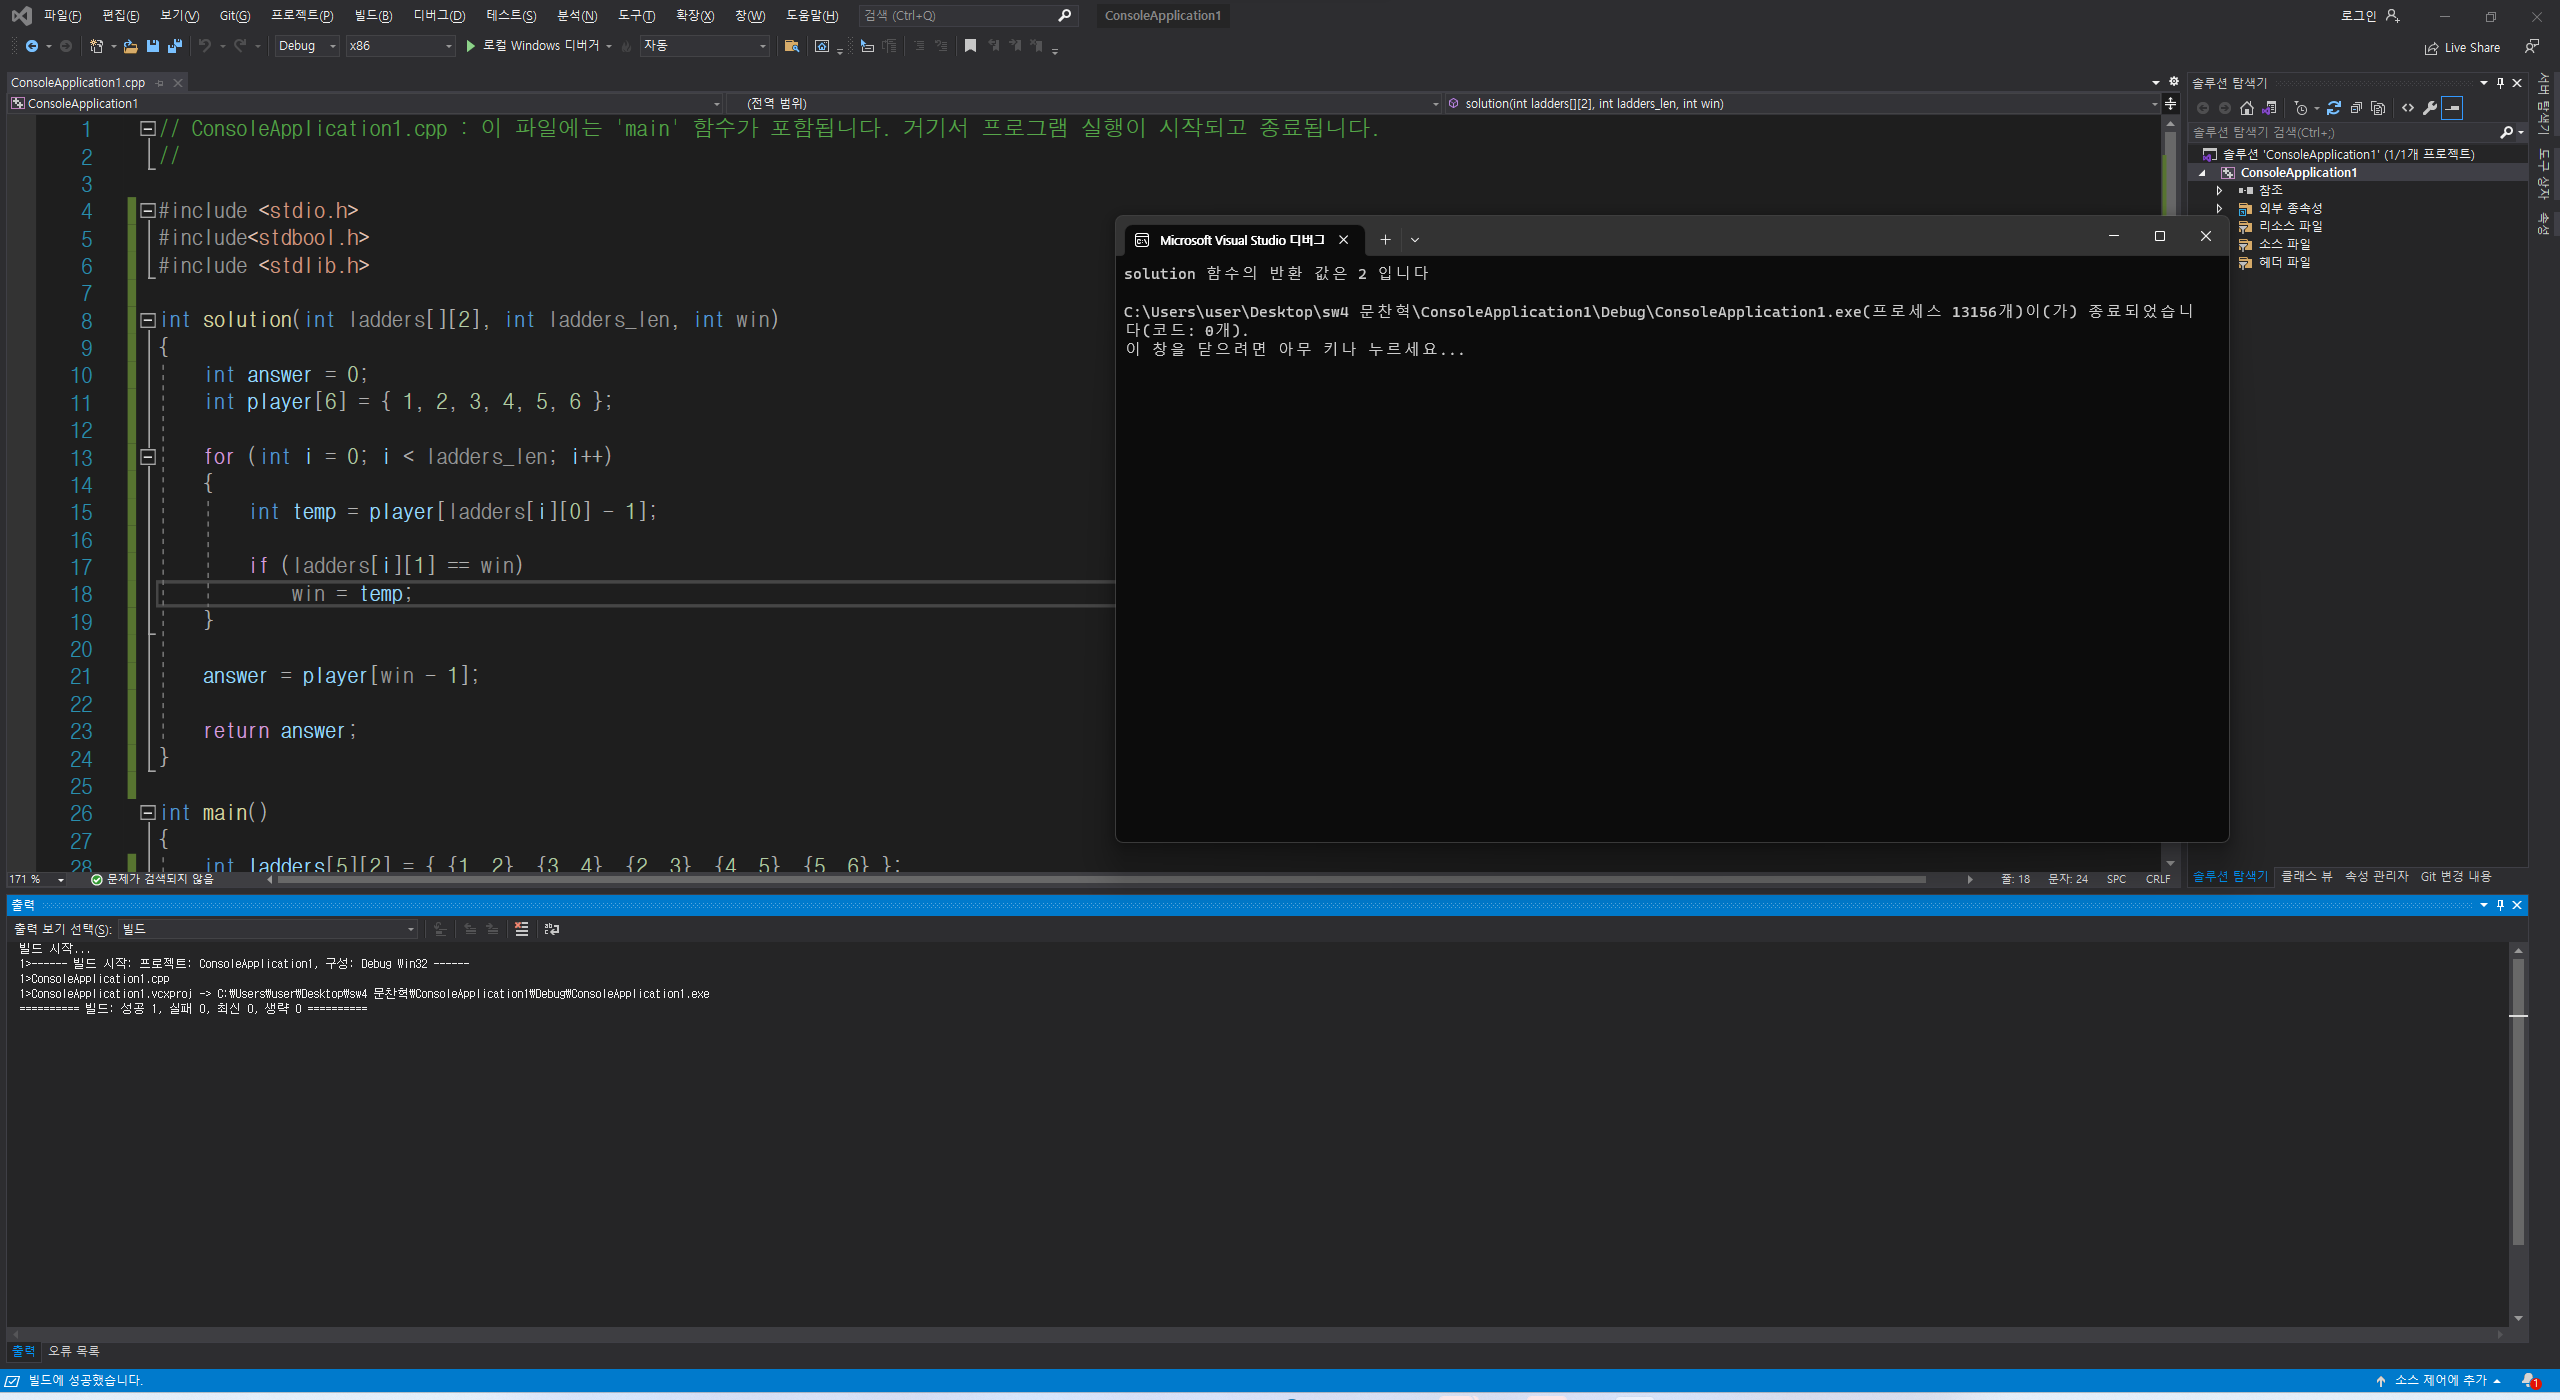 파일(F) 편집(E) 보기(V) Git(G) 프로젝트(P) 빌드(B) 디버그(D) 테스트(S) 분석(N) 도구(T) 확장(X) 창(W) 도움말(H) 검색 (Ctrl+Q) ConsoleApplication1 로그인
Debug x86 로컬 Windows 디버거 자동 Live Share
ConsoleApplication1.cpp
ConsoleApplication1 (전역 범위) solution(int ladders[][2], int ladders_len, int win)
1 // ConsoleApplication1.cpp : 이 파일에는 'main' 함수가 포함됩니다. 거기서 프로그램 실행이 시작되고 종료됩니다.
2 //
3
4 #include <stdio.h>
5 #include<stdbool.h>
6 #include <stdlib.h>
7
8 int solution(int ladders[][2], int ladders_len, int win)
9 {
10 int answer = 0;
11 int player[6] = { 1, 2, 3, 4, 5, 6 };
12
13 for (int i = 0; i < ladders_len; i++)
14 {
15 int temp = player[ladders[i][0] - 1];
16
17 if (ladders[i][1] == win)
18 win = temp;
19 }
20
21 answer = player[win - 1];
22
23 return answer;
24 }
25
26 int main()
27 {
28 int ladders[5][2] = { {1, 2}, {3, 4}, {2, 3}, {4, 5}, {5, 6} };
171 % 문제가 검색되지 않음 줄: 18 문자: 24 SPC CRLF
Microsoft Visual Studio 디버그
solution 함수의 반환 값은 2 입니다
C:\Users\user\Desktop\sw4 문찬혁\ConsoleApplication1\Debug\ConsoleApplication1.exe(프로세스 13156개)이(가) 종료되었습니
다(코드: 0개).
이 창을 닫으려면 아무 키나 누르세요...
솔루션 탐색기
솔루션 탐색기 검색(Ctrl+;)
솔루션 'ConsoleApplication1' (1/1개 프로젝트)
ConsoleApplication1
참조
외부 종속성
리소스 파일
소스 파일
헤더 파일
솔루션 탐색기 클래스 뷰 속성 관리자 Git 변경 내용
서버 탐색기
도구 상자
속성
출력
출력 보기 선택(S): 빌드
빌드 시작...
1>------ 빌드 시작: 프로젝트: ConsoleApplication1, 구성: Debug Win32 ------
1>ConsoleApplication1.cpp
1>ConsoleApplication1.vcxproj -> C:\Users\user\Desktop\sw4 문찬혁\ConsoleApplication1\Debug\ConsoleApplication1.exe
========== 빌드: 성공 1, 실패 0, 최신 0, 생략 0 ==========
출력 오류 목록
빌드에 성공했습니다. 소스 제어에 추가 1